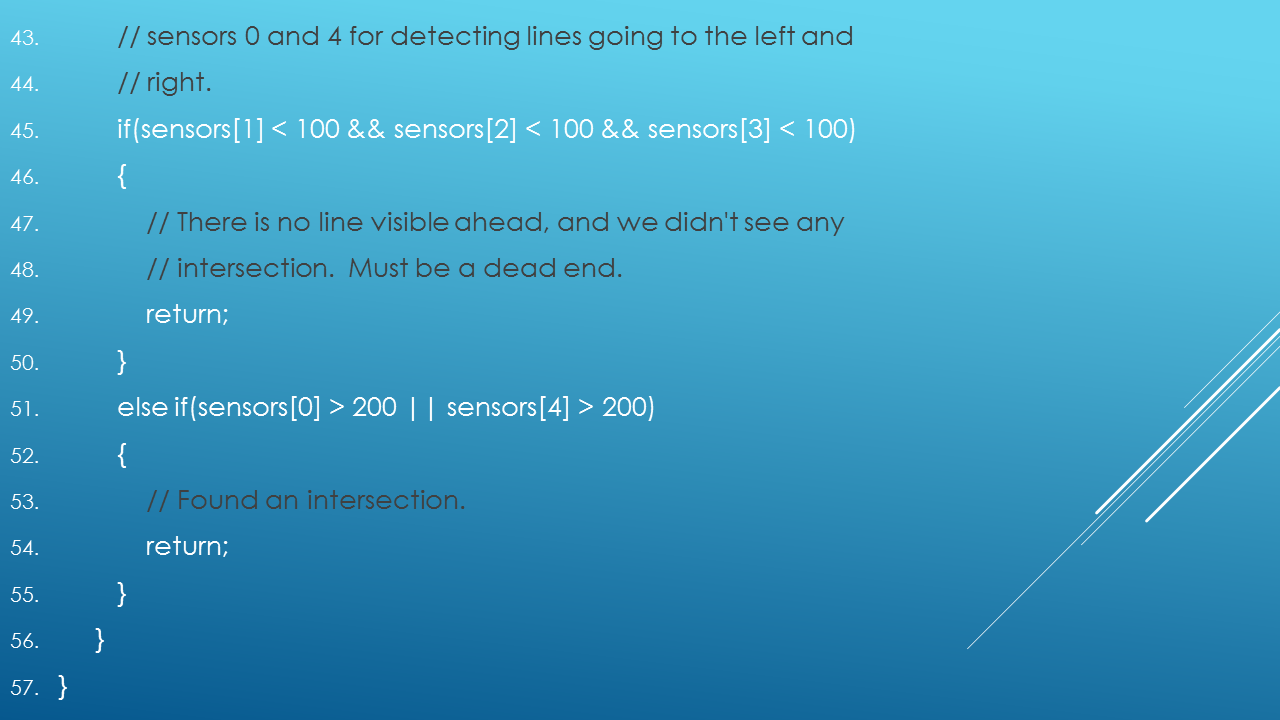 43. // sensors 0 and 4 for detecting lines going to the left and
44. // right.
45. if(sensors[1] < 100 && sensors[2] < 100 && sensors[3] < 100)
46. {
47. // There is no line visible ahead, and we didn't see any
48. // intersection.  Must be a dead end.
49. return;
50. }
51. else if(sensors[0] > 200 || sensors[4] > 200)
52. {
53. // Found an intersection.
54. return;
55. }
56. }
57. }